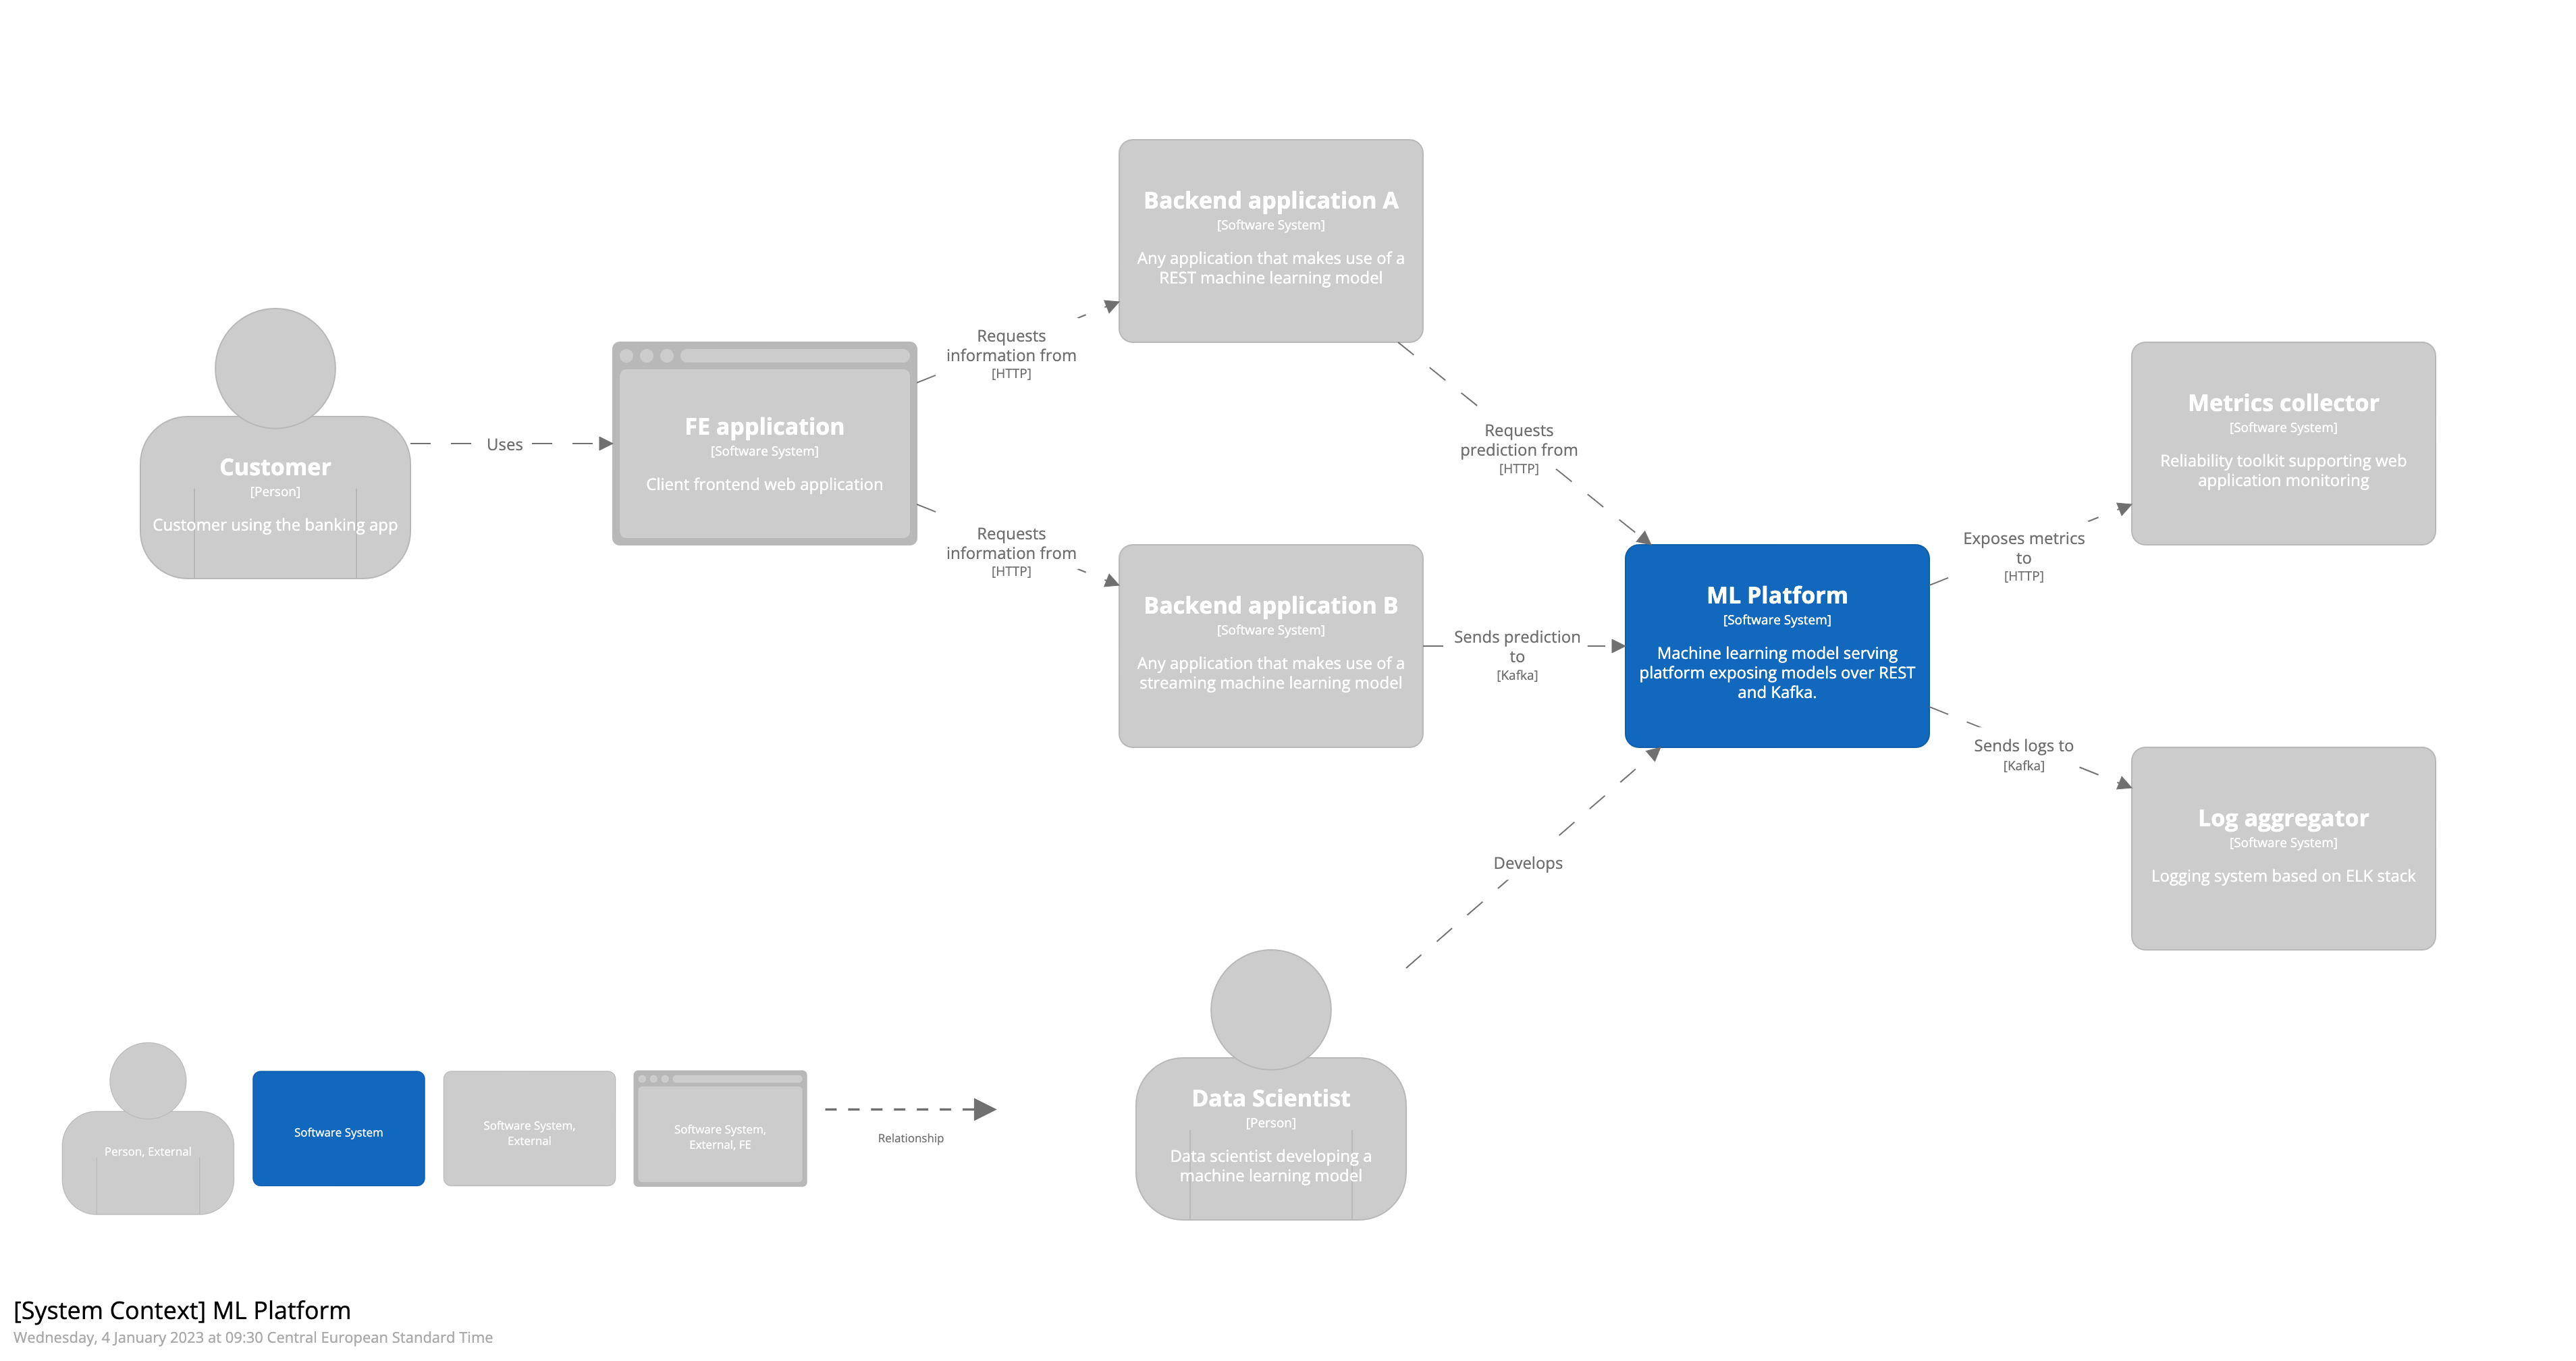 Backend application A
[Software System]
Any application that makes use of a
REST machine learning model
Customer
[Person]
Customer using the banking app
Uses
FE application
[Software System]
Client frontend web application
Requests
information from
[HTTP]
Requests
information from
[HTTP]
Requests
prediction from
[HTTP]
Backend application B
[Software System]
Any application that makes use of a
streaming machine learning model
Sends prediction
to
[Kafka]
ML Platform
[Software System]
Machine learning model serving
platform exposing models over REST
and Kafka.
Exposes metrics
to
[HTTP]
Metrics collector
[Software System]
Reliability toolkit supporting web
application monitoring
Sends logs to
[Kafka]
Log aggregator
[Software System]
Logging system based on ELK stack
Develops
Data Scientist
[Person]
Data scientist developing a
machine learning model
Person, External
Software System
Software System,
External
Software System,
External, FE
Relationship
[System Context] ML Platform
Wednesday, 4 January 2023 at 09:30 Central European Standard Time